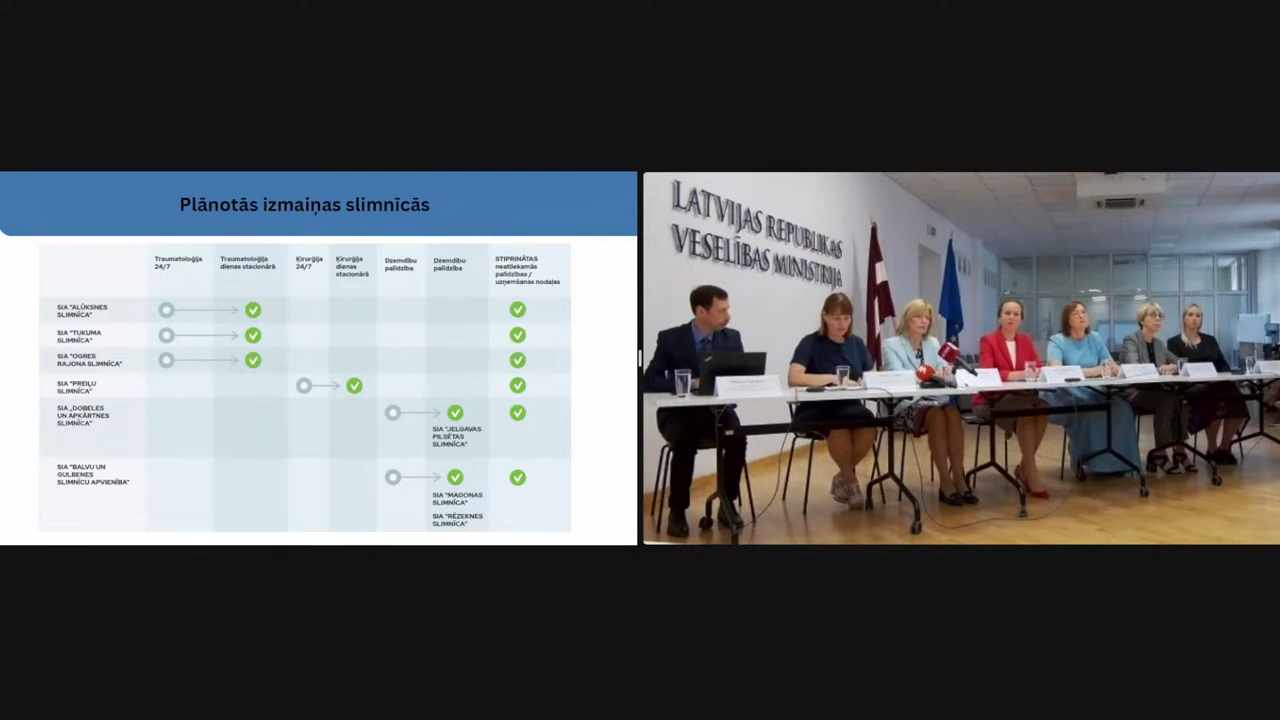 Plānotās izmaiņas slimnīcās
Traumatoloģija
24/7
Traumatoloģija
dienas stacionārā
Ķirurģija
24/7
Ķirurģija
dienas
stacionārā
Dzemdību
palīdzība
Dzemdību
palīdzība
STIPRINĀTAS
neatliekamās
palīdzības /
uzņemšanas nodaļas
SIA "ALŪKSNES
SLIMNĪCA"
SIA "TUKUMA
SLIMNĪCA"
SIA "OGRES
RAJONA SLIMNĪCA"
SIA "PREIĻU
SLIMNĪCA"
SIA „DOBELES
UN APKĀRTNES
SLIMNĪCA"
SIA "JELGAVAS
PILSĒTAS
SLIMNĪCA"
SIA "BALVU UN
GULBENES
SLIMNĪCU APVIENĪBA"
SIA "MADONAS
SLIMNĪCA"
SIA "RĒZEKNES
SLIMNĪCA"
LATVIJAS REPUBLIKAS
VESELĪBAS MINISTRIJA